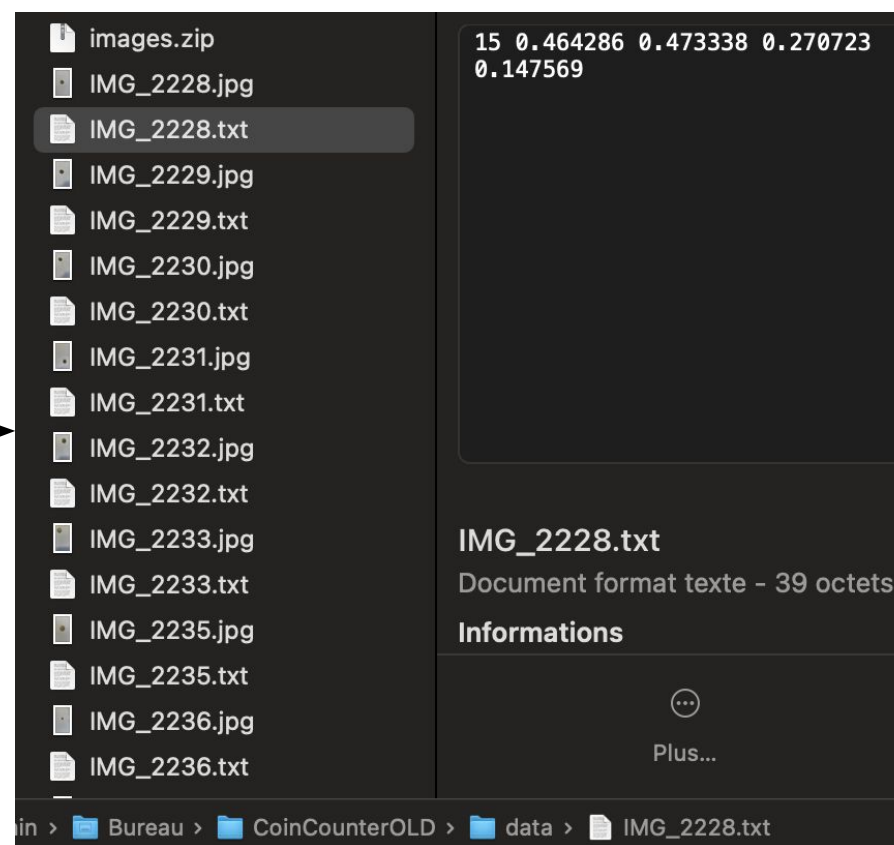 images.zip
IMG_2228.jpg
IMG_2228.txt
IMG_2229.jpg
IMG_2229.txt
IMG_2230.jpg
IMG_2230.txt
IMG_2231.jpg
IMG_2231.txt
IMG_2232.jpg
IMG_2232.txt
IMG_2233.jpg
IMG_2233.txt
IMG_2235.jpg
IMG_2235.txt
IMG_2236.jpg
IMG_2236.txt
15 0.464286 0.473338 0.270723
0.147569
IMG_2228.txt
Document format texte - 39 octets
Informations
Plus...
in > Bureau > CoinCounterOLD > data > IMG_2228.txt